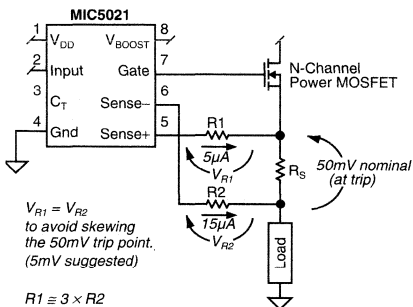 MIC5021
1 V_DD V_BOOST 8
2 Input Gate 7
3 C_T Sense− 6
4 Gnd Sense+ 5
N-Channel
Power MOSFET
R1
5µA
V_R1
R_S
50mV nominal
(at trip)
R2
15µA
V_R2
Load
V_R1 = V_R2
to avoid skewing
the 50mV trip point.
(5mV suggested)
R1 ≅ 3 × R2